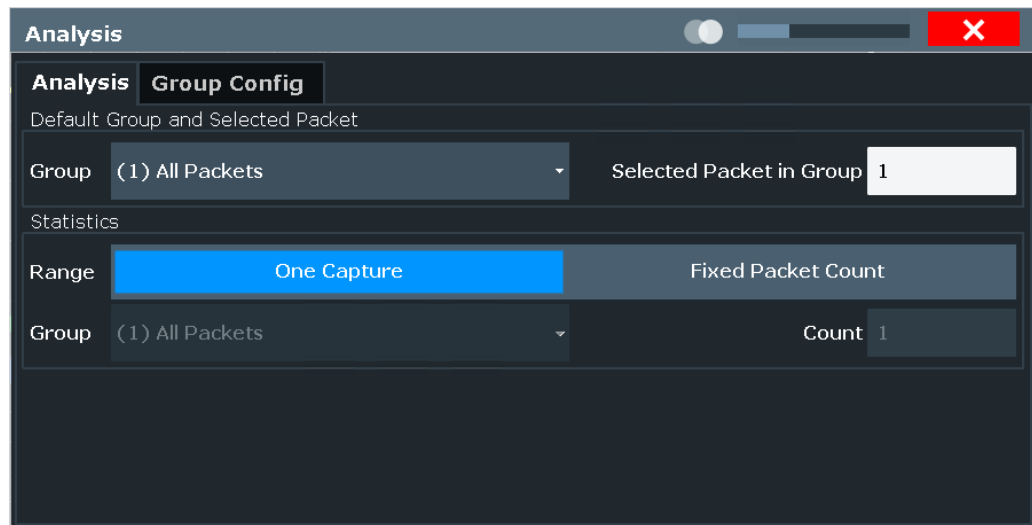 Analysis
Analysis Group Config
Default Group and Selected Packet
Group (1) All Packets Selected Packet in Group 1
Statistics
Range One Capture Fixed Packet Count
Group (1) All Packets Count 1